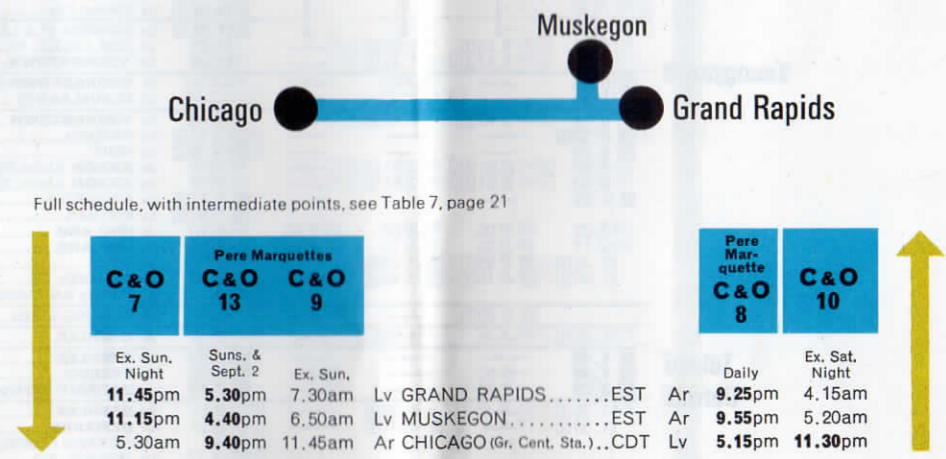 Muskegon
Chicago
Grand Rapids
Full schedule, with intermediate points, see Table 7, page 21
Pere Marquettes
C & O 7
C & O 13
C & O 9
Pere Mar-quette C & O 8
C & O 10
Ex. Sun. Night
Suns. & Sept. 2
Ex. Sun.
Daily
Ex. Sat. Night
11.45pm 5.30pm 7.30am Lv GRAND RAPIDS.......EST Ar 9.25pm 4.15am
11.15pm 4.40pm 6.50am Lv MUSKEGON...........EST Ar 9.55pm 5.20am
5.30am 9.40pm 11.45am Ar CHICAGO (Gr. Cent. Sta.)..CDT Lv 5.15pm 11.30pm